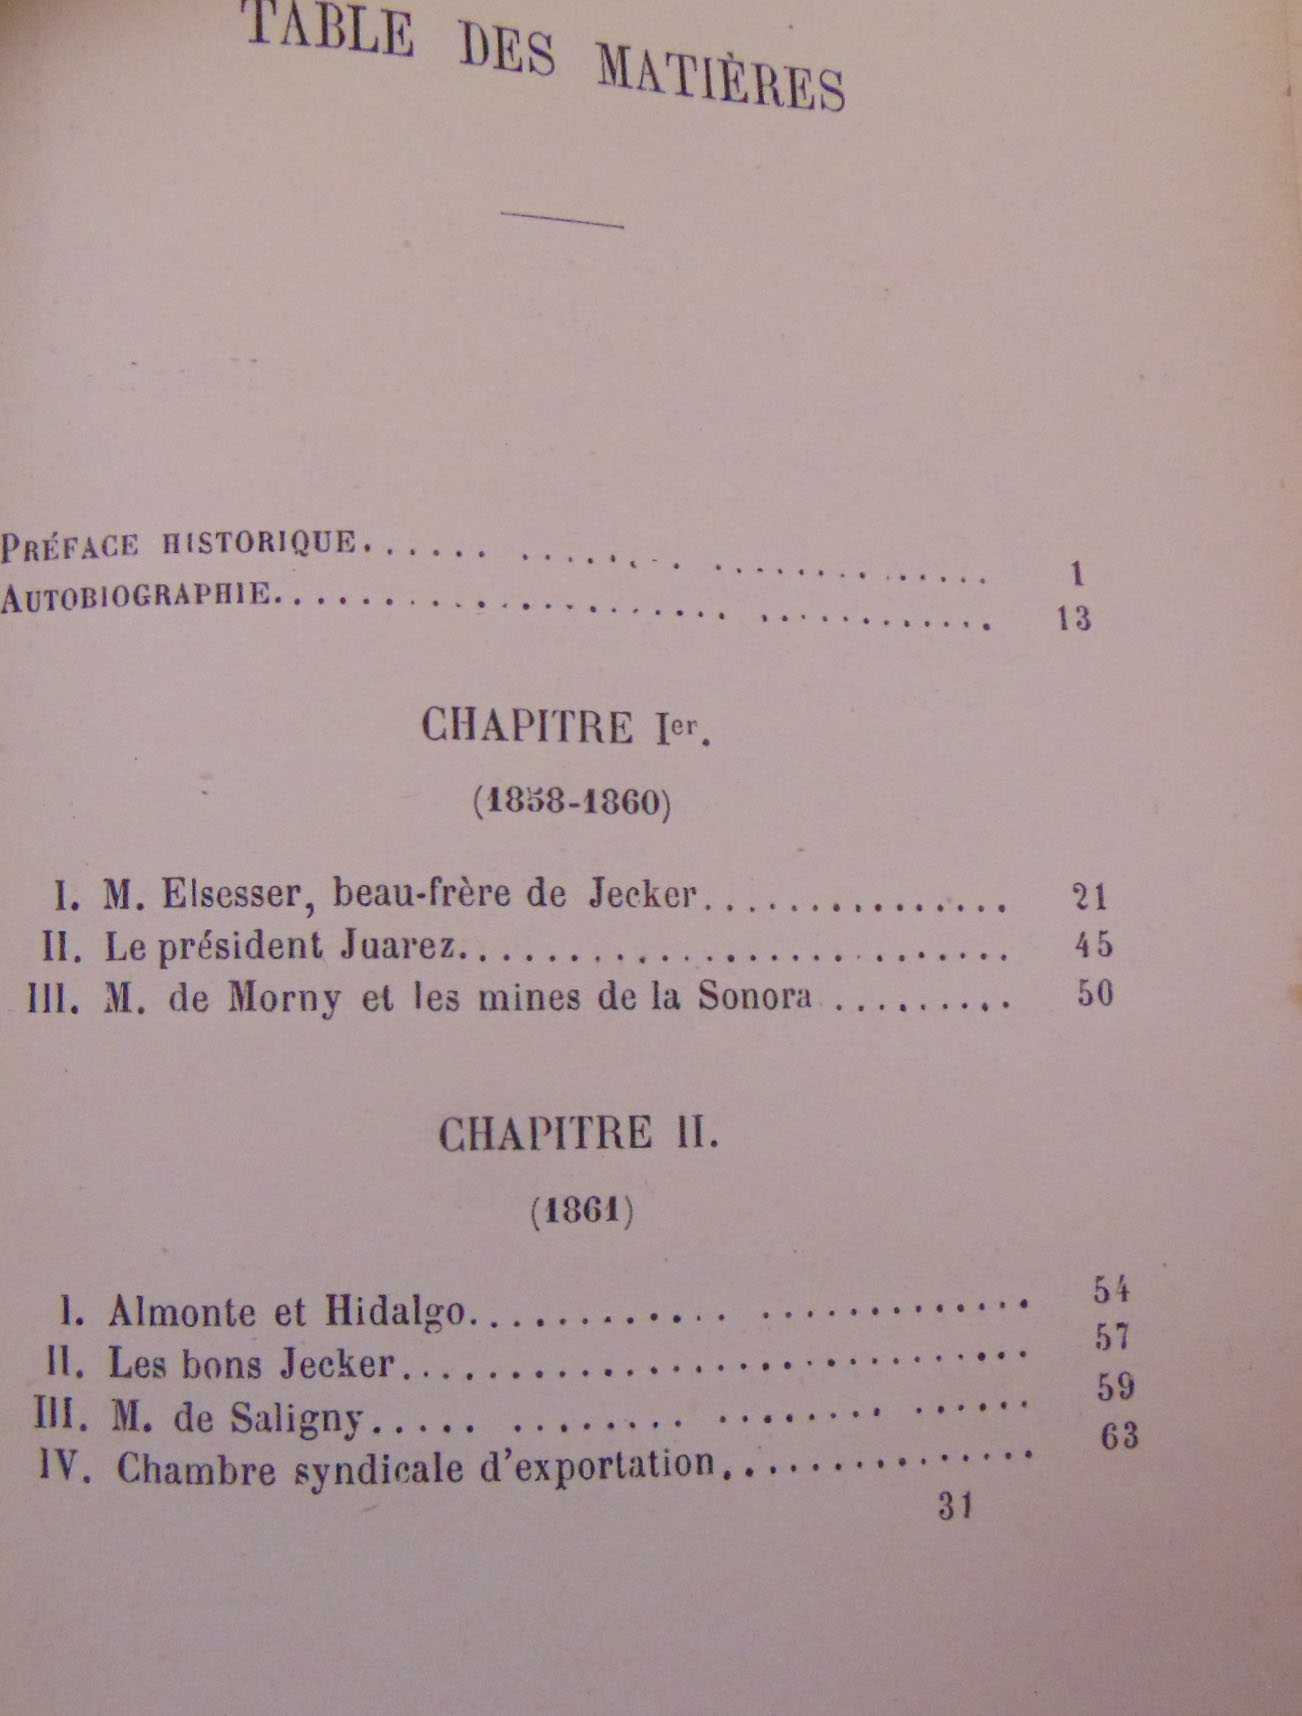 TABLE DES MATIÈRES
PRÉFACE HISTORIQUE. . . . . . . . . . . . . . . . . . . . . . . . . . . . 1
AUTOBIOGRAPHIE. . . . . . . . . . . . . . . . . . . . . . . . . . . . . . . 13
CHAPITRE Ier.
(1858-1860)
I. M. Elsesser, beau-frère de Jecker. . . . . . . . . . . . . . . 21
II. Le président Juarez. . . . . . . . . . . . . . . . . . . . . . . . 45
III. M. de Morny et les mines de la Sonora . . . . . . . . . . 50
CHAPITRE II.
(1861)
I. Almonte et Hidalgo. . . . . . . . . . . . . . . . . . . . . . . . 54
II. Les bons Jecker. . . . . . . . . . . . . . . . . . . . . . . . . . . 57
III. M. de Saligny. . . . . . . . . . . . . . . . . . . . . . . . . . . 59
IV. Chambre syndicale d'exportation. . . . . . . . . . . . . . . 63
31